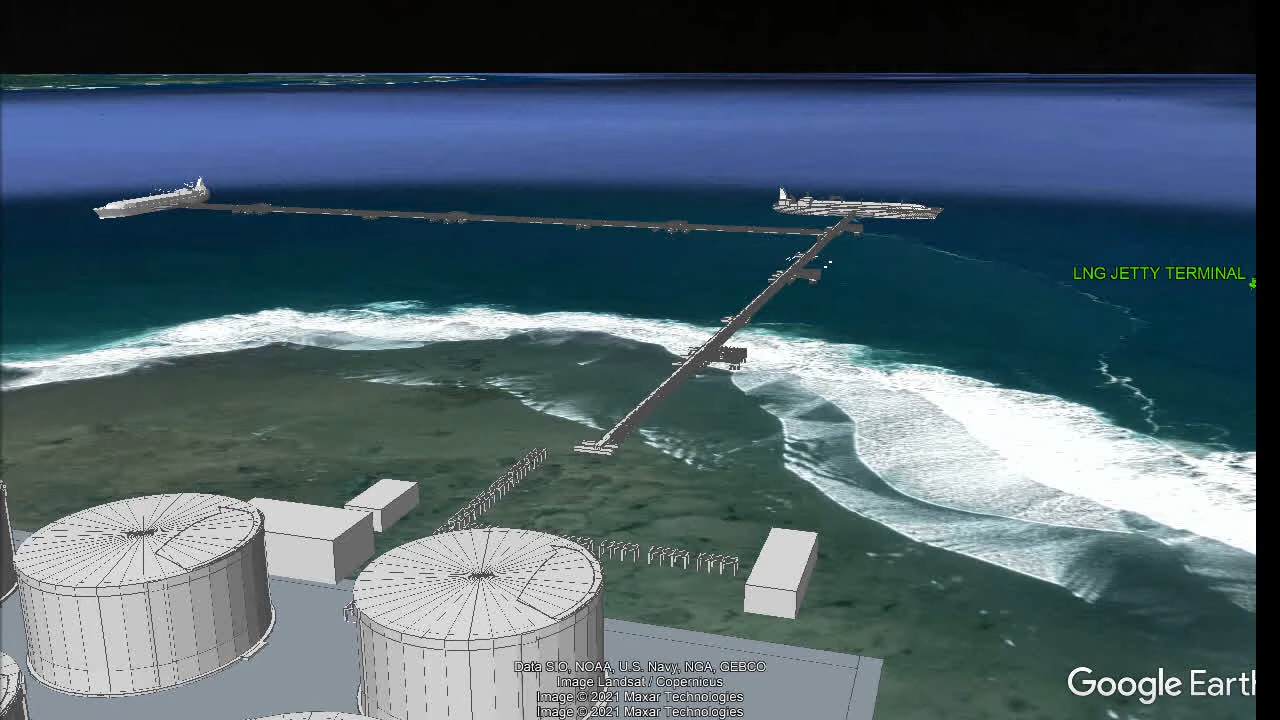 LNG JETTY TERMINAL
Data SIO, NOAA, U.S. Navy, NGA, GEBCO
Image Landsat / Copernicus
Image © 2021 Maxar Technologies
Image © 2021 Maxar Technologies
Google Earth